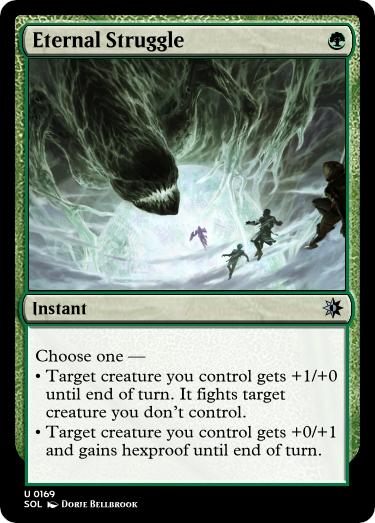 Eternal Struggle
Instant
Choose one —
• Target creature you control gets +1/+0
until end of turn. It fights target
creature you don't control.
• Target creature you control gets +0/+1
and gains hexproof until end of turn.
U 0169
SOL Dorje Bellbrook